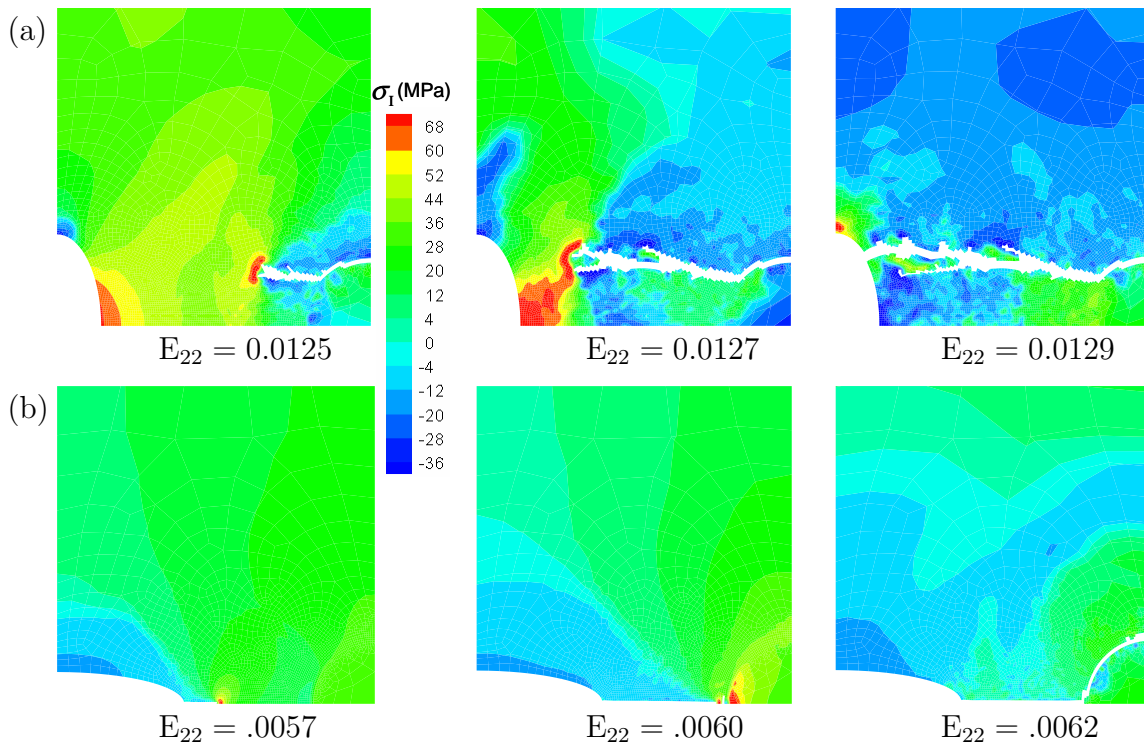 (a)
σI (MPa)
68
60
52
44
36
28
20
12
4
0
-4
-12
-20
-28
-36
E22 = 0.0125
E22 = 0.0127
E22 = 0.0129
(b)
E22 = .0057
E22 = .0060
E22 = .0062